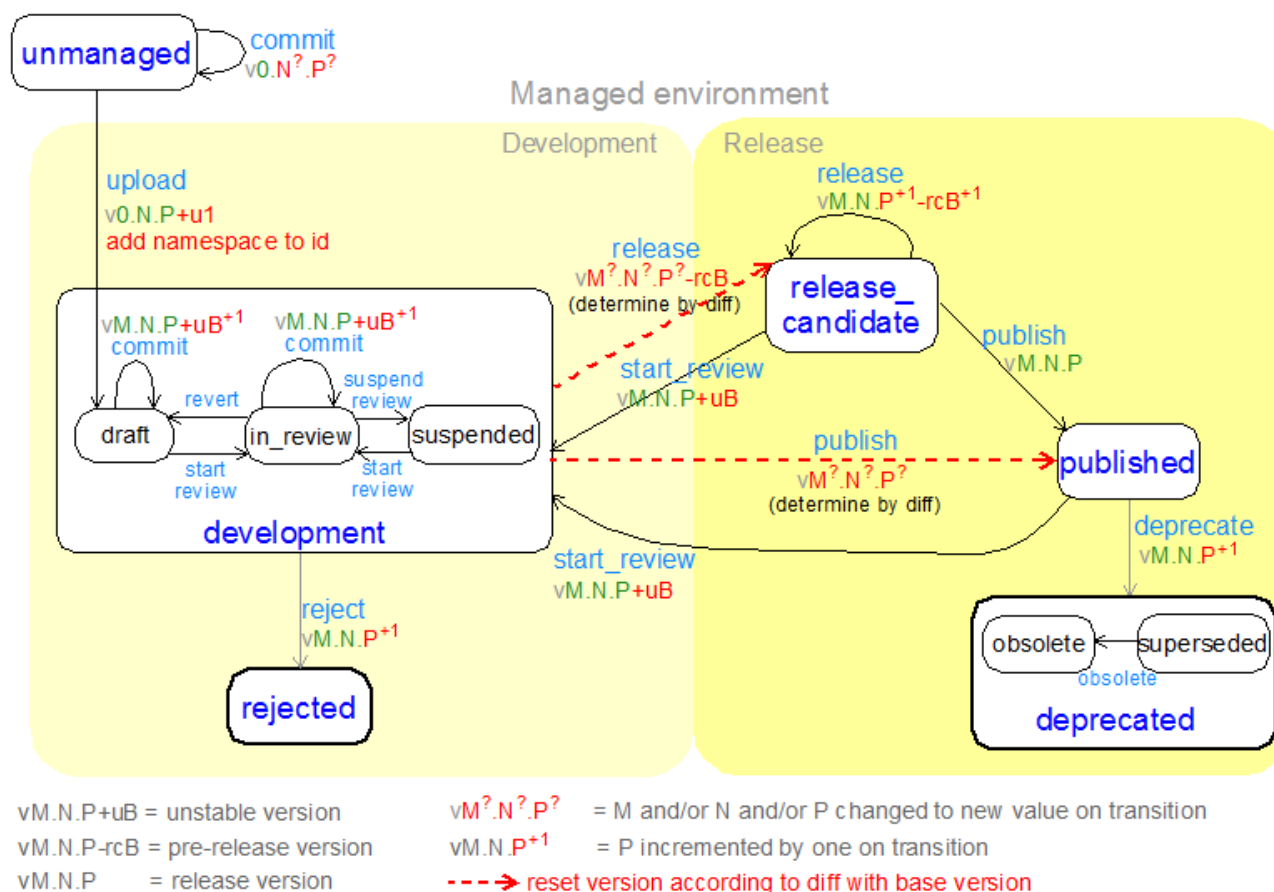 unmanaged
commit
v0.N?.P?
Managed environment
Development
Release
upload
v0.N.P+u1
add namespace to id
release
vM.N.P+1-rcB+1
release
vM?.N?.P?-rcB
(determine by diff)
release_
candidate
publish
vM.N.P
vM.N.P+uB+1
commit
vM.N.P+uB+1
commit
revert
suspend
review
draft
in_review
suspended
start
review
start
review
development
start_review
vM.N.P+uB
publish
vM?.N?.P?
(determine by diff)
published
start_review
vM.N.P+uB
deprecate
vM.N.P+1
reject
vM.N.P+1
rejected
obsolete
superseded
obsolete
deprecated
vM.N.P+uB = unstable version
vM.N.P-rcB = pre-release version
vM.N.P = release version
vM?.N?.P? = M and/or N and/or P changed to new value on transition
vM.N.P+1 = P incremented by one on transition
reset version according to diff with base version